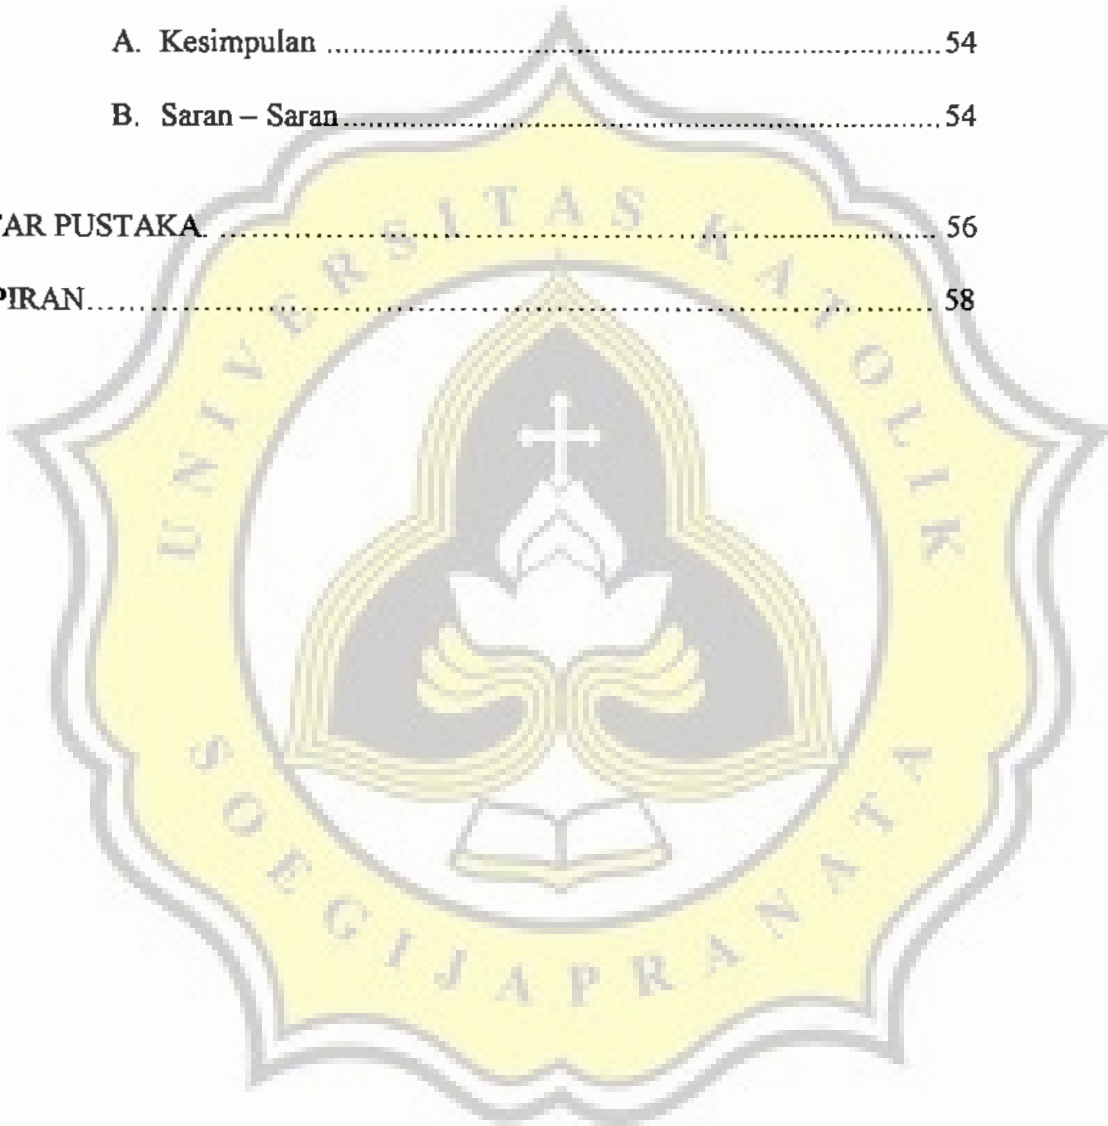 A. Kesimpulan ........................................................................ 54
B. Saran – Saran ........................................................................ 54
TAR PUSTAKA ........................................................................ 56
PIRAN ........................................................................ 58
UNIVERSITAS KATOLIK
SOEGIJAPRANATA